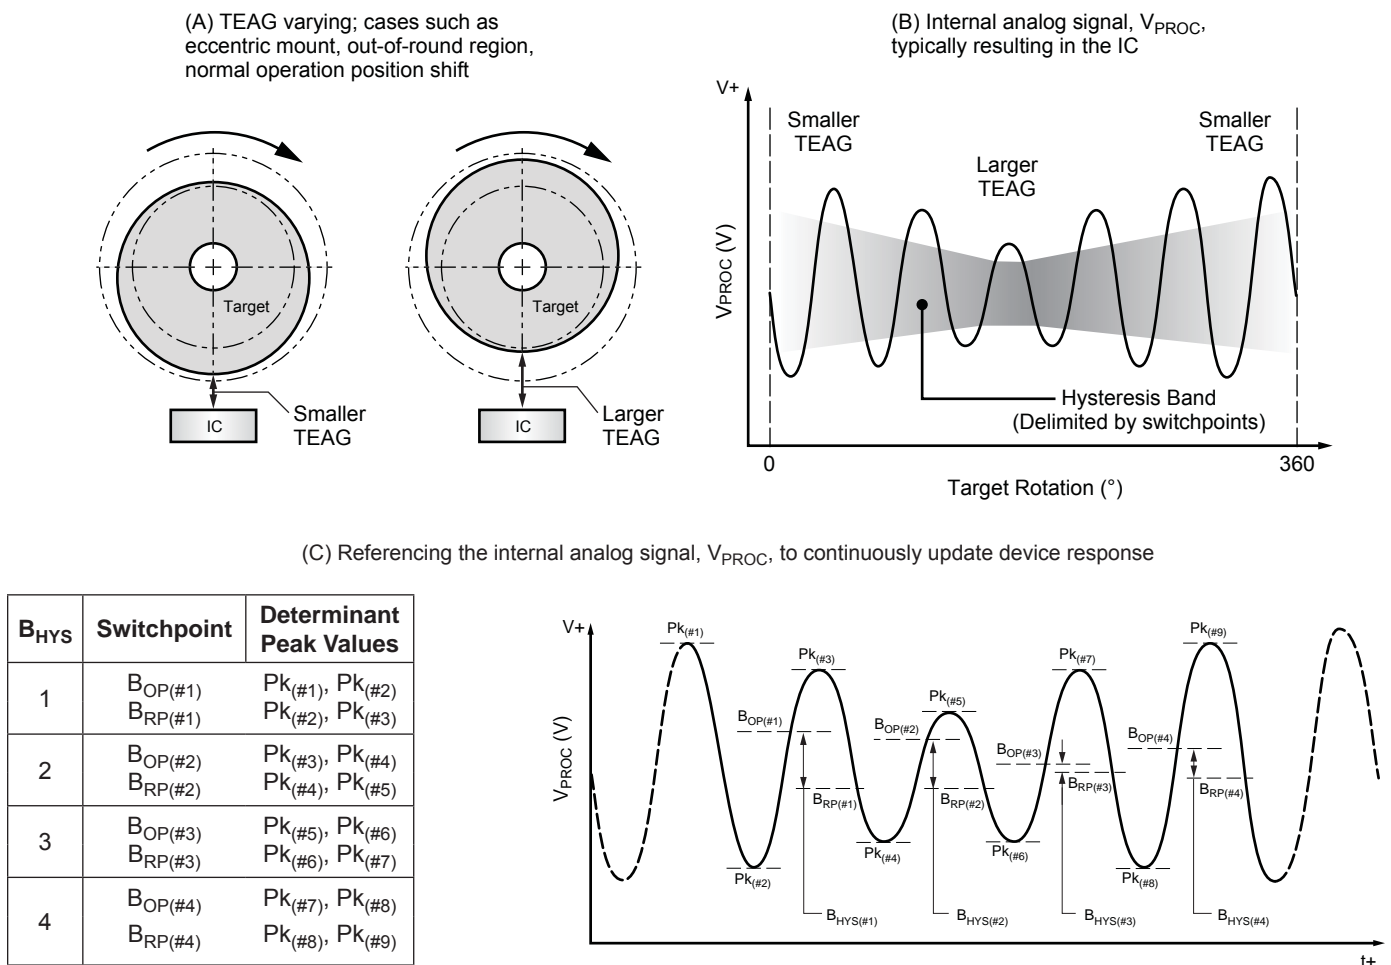 (A) TEAG varying; cases such as
eccentric mount, out-of-round region,
normal operation position shift
Target
IC
Smaller
TEAG
Target
IC
Larger
TEAG
(B) Internal analog signal, VPROC,
typically resulting in the IC
V+
VPROC (V)
Smaller
TEAG
Larger
TEAG
Smaller
TEAG
Hysteresis Band
(Delimited by switchpoints)
0
360
Target Rotation (°)
(C) Referencing the internal analog signal, VPROC, to continuously update device response
BHYS Switchpoint Determinant
Peak Values
1 BOP(#1) Pk(#1), Pk(#2)
BRP(#1) Pk(#2), Pk(#3)
2 BOP(#2) Pk(#3), Pk(#4)
BRP(#2) Pk(#4), Pk(#5)
3 BOP(#3) Pk(#5), Pk(#6)
BRP(#3) Pk(#6), Pk(#7)
4 BOP(#4) Pk(#7), Pk(#8)
BRP(#4) Pk(#8), Pk(#9)
V+
VPROC (V)
Pk(#1)
Pk(#3)
Pk(#5)
Pk(#7)
Pk(#9)
BOP(#1)
BOP(#2)
BOP(#3)
BOP(#4)
BRP(#1)
BRP(#2)
BRP(#3)
BRP(#4)
Pk(#2)
Pk(#4)
Pk(#6)
Pk(#8)
BHYS(#1)
BHYS(#2)
BHYS(#3)
BHYS(#4)
t+